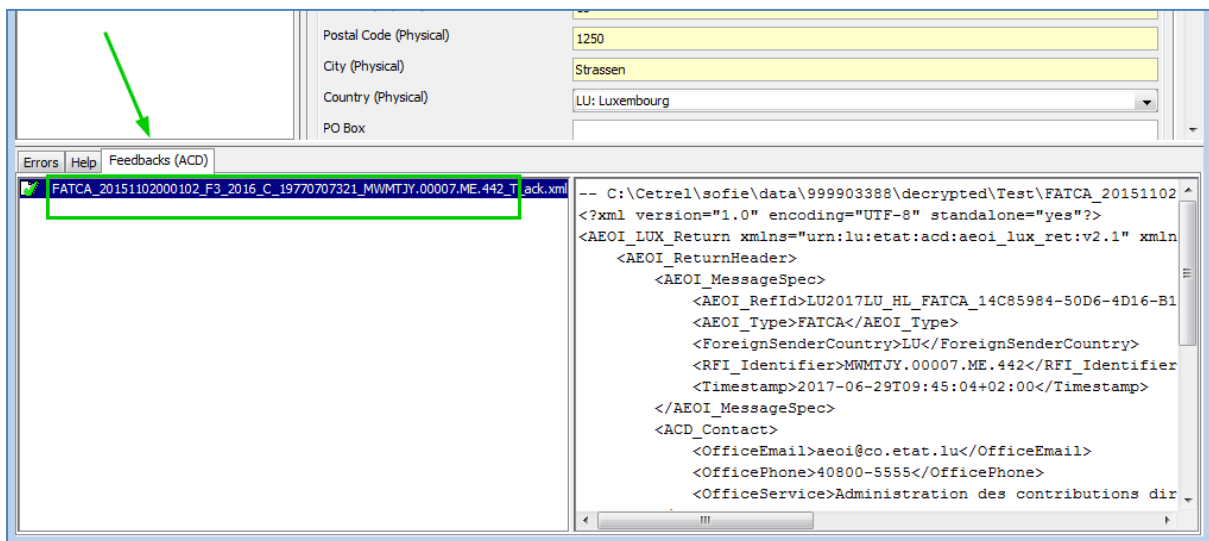 Postal Code (Physical)
1250
City (Physical)
Strassen
Country (Physical)
LU: Luxembourg
PO Box
Errors Help Feedbacks (ACD)
FATCA_20151102000102_F3_2016_C_19770707321_MWMTJY.00007.ME.442_T_ack.xml
-- C:\Cetrel\sofie\data\999903388\decrypted\Test\FATCA_20151102
<?xml version="1.0" encoding="UTF-8" standalone="yes"?>
<AEOI_LUX_Return xmlns="urn:lu:etat:acd:aeoi_lux_ret:v2.1" xmln
<AEOI_ReturnHeader>
<AEOI_MessageSpec>
<AEOI_RefId>LU2017LU_HL_FATCA_14C85984-50D6-4D16-B1
<AEOI_Type>FATCA</AEOI_Type>
<ForeignSenderCountry>LU</ForeignSenderCountry>
<RFI_Identifier>MWMTJY.00007.ME.442</RFI_Identifier
<Timestamp>2017-06-29T09:45:04+02:00</Timestamp>
</AEOI_MessageSpec>
<ACD_Contact>
<OfficeEmail>aeoi@co.etat.lu</OfficeEmail>
<OfficePhone>40800-5555</OfficePhone>
<OfficeService>Administration des contributions dir